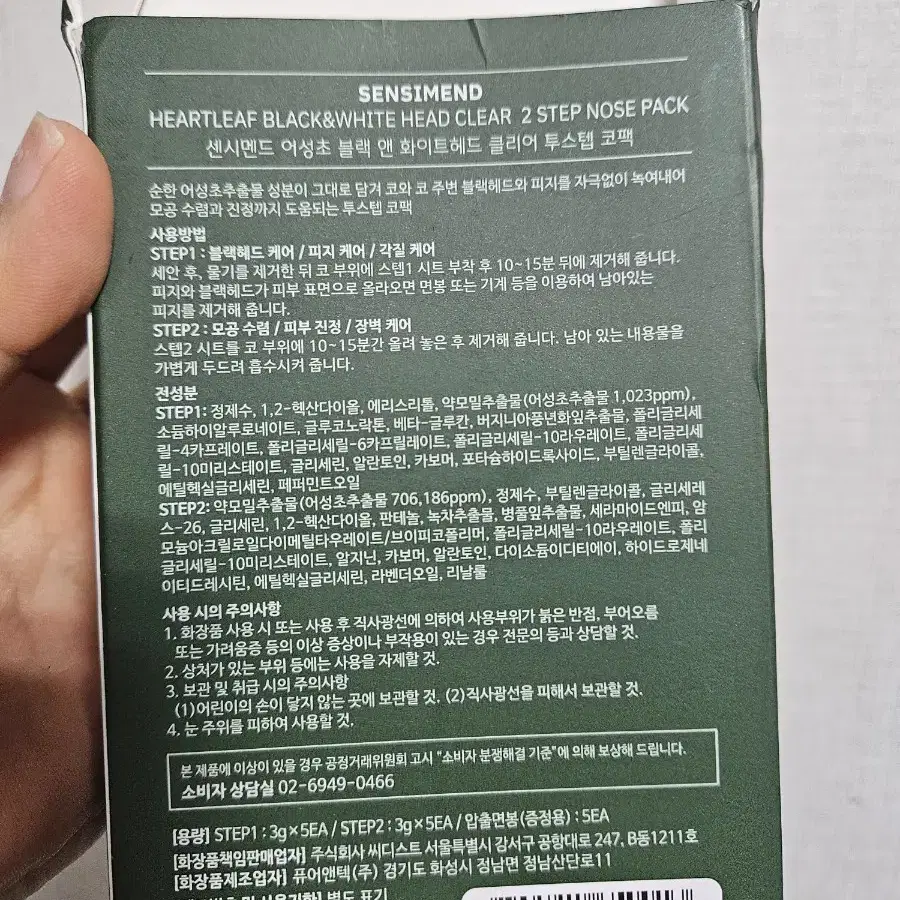 SENSIMEND
HEARTLEAF BLACK&WHITE HEAD CLEAR 2 STEP NOSE PACK
센시멘드 어성초 블랙 앤 화이트헤드 클리어 투스텝 코팩
순한 어성초추출물 성분이 그대로 담겨 코와 코 주변 블랙헤드와 피지를 자극없이 녹여내어
모공 수렴과 진정까지 도움되는 투스텝 코팩
사용방법
STEP1 : 블랙헤드 케어 / 피지 케어 / 각질 케어
세안 후, 물기를 제거한 뒤 코 부위에 스텝1 시트 부착 후 10~15분 뒤에 제거해 줍니다.
피지와 블랙헤드가 피부 표면으로 올라오면 면봉 또는 기계 등을 이용하여 남아있는
피지를 제거해 줍니다.
STEP2 : 모공 수렴 / 피부 진정 / 장벽 케어
스텝2 시트를 코 부위에 10~15분간 올려 놓은 후 제거해 줍니다. 남아 있는 내용물을
가볍게 두드려 흡수시켜 줍니다.
전성분
STEP1: 정제수, 1,2-헥산다이올, 에리스리톨, 약모밀추출물(어성초추출물 1,023ppm),
소듐하이알루로네이트, 글루코노락톤, 베타-글루칸, 버지니아풍년화잎추출물, 폴리글리세
릴-4카프레이트, 폴리글리세릴-6카프릴레이트, 폴리글리세릴-10라우레이트, 폴리글리세
릴-10미리스테이트, 글리세린, 알란토인, 카보머, 포타슘하이드록사이드, 부틸렌글라이콜,
에틸헥실글리세린, 페퍼민트오일
STEP2: 약모밀추출물(어성초추출물 706,186ppm), 정제수, 부틸렌글라이콜, 글리세레
스-26, 글리세린, 1,2-헥산다이올, 판테놀, 녹차추출물, 병풀잎추출물, 세라마이드엔피, 암
모늄아크릴로일다이메틸타우레이트/브이피코폴리머, 폴리글리세릴-10라우레이트, 폴리
글리세릴-10미리스테이트, 알지닌, 카보머, 알란토인, 다이소듐이디티에이, 하이드로제네
이티드레시틴, 에틸헥실글리세린, 라벤더오일, 리날룰
사용 시의 주의사항
1. 화장품 사용 시 또는 사용 후 직사광선에 의하여 사용부위가 붉은 반점, 부어오름
또는 가려움증 등의 이상 증상이나 부작용이 있는 경우 전문의 등과 상담할 것.
2. 상처가 있는 부위 등에는 사용을 자제할 것.
3. 보관 및 취급 시의 주의사항
(1)어린이의 손이 닿지 않는 곳에 보관할 것. (2)직사광선을 피해서 보관할 것.
4. 눈 주위를 피하여 사용할 것.
본 제품에 이상이 있을 경우 공정거래위원회 고시 "소비자 분쟁해결 기준"에 의해 보상해 드립니다.
소비자 상담실 02-6949-0466
[용량] STEP1 : 3g×5EA / STEP2 : 3g×5EA / 압출면봉(증정용) : 5EA
[화장품책임판매업자] 주식회사 씨디스트 서울특별시 강서구 공항대로 247, B동1211호
[화장품제조업자] 퓨어앤텍(주) 경기도 화성시 정남면 정남산단로11
및 사용기한] 별도 표기